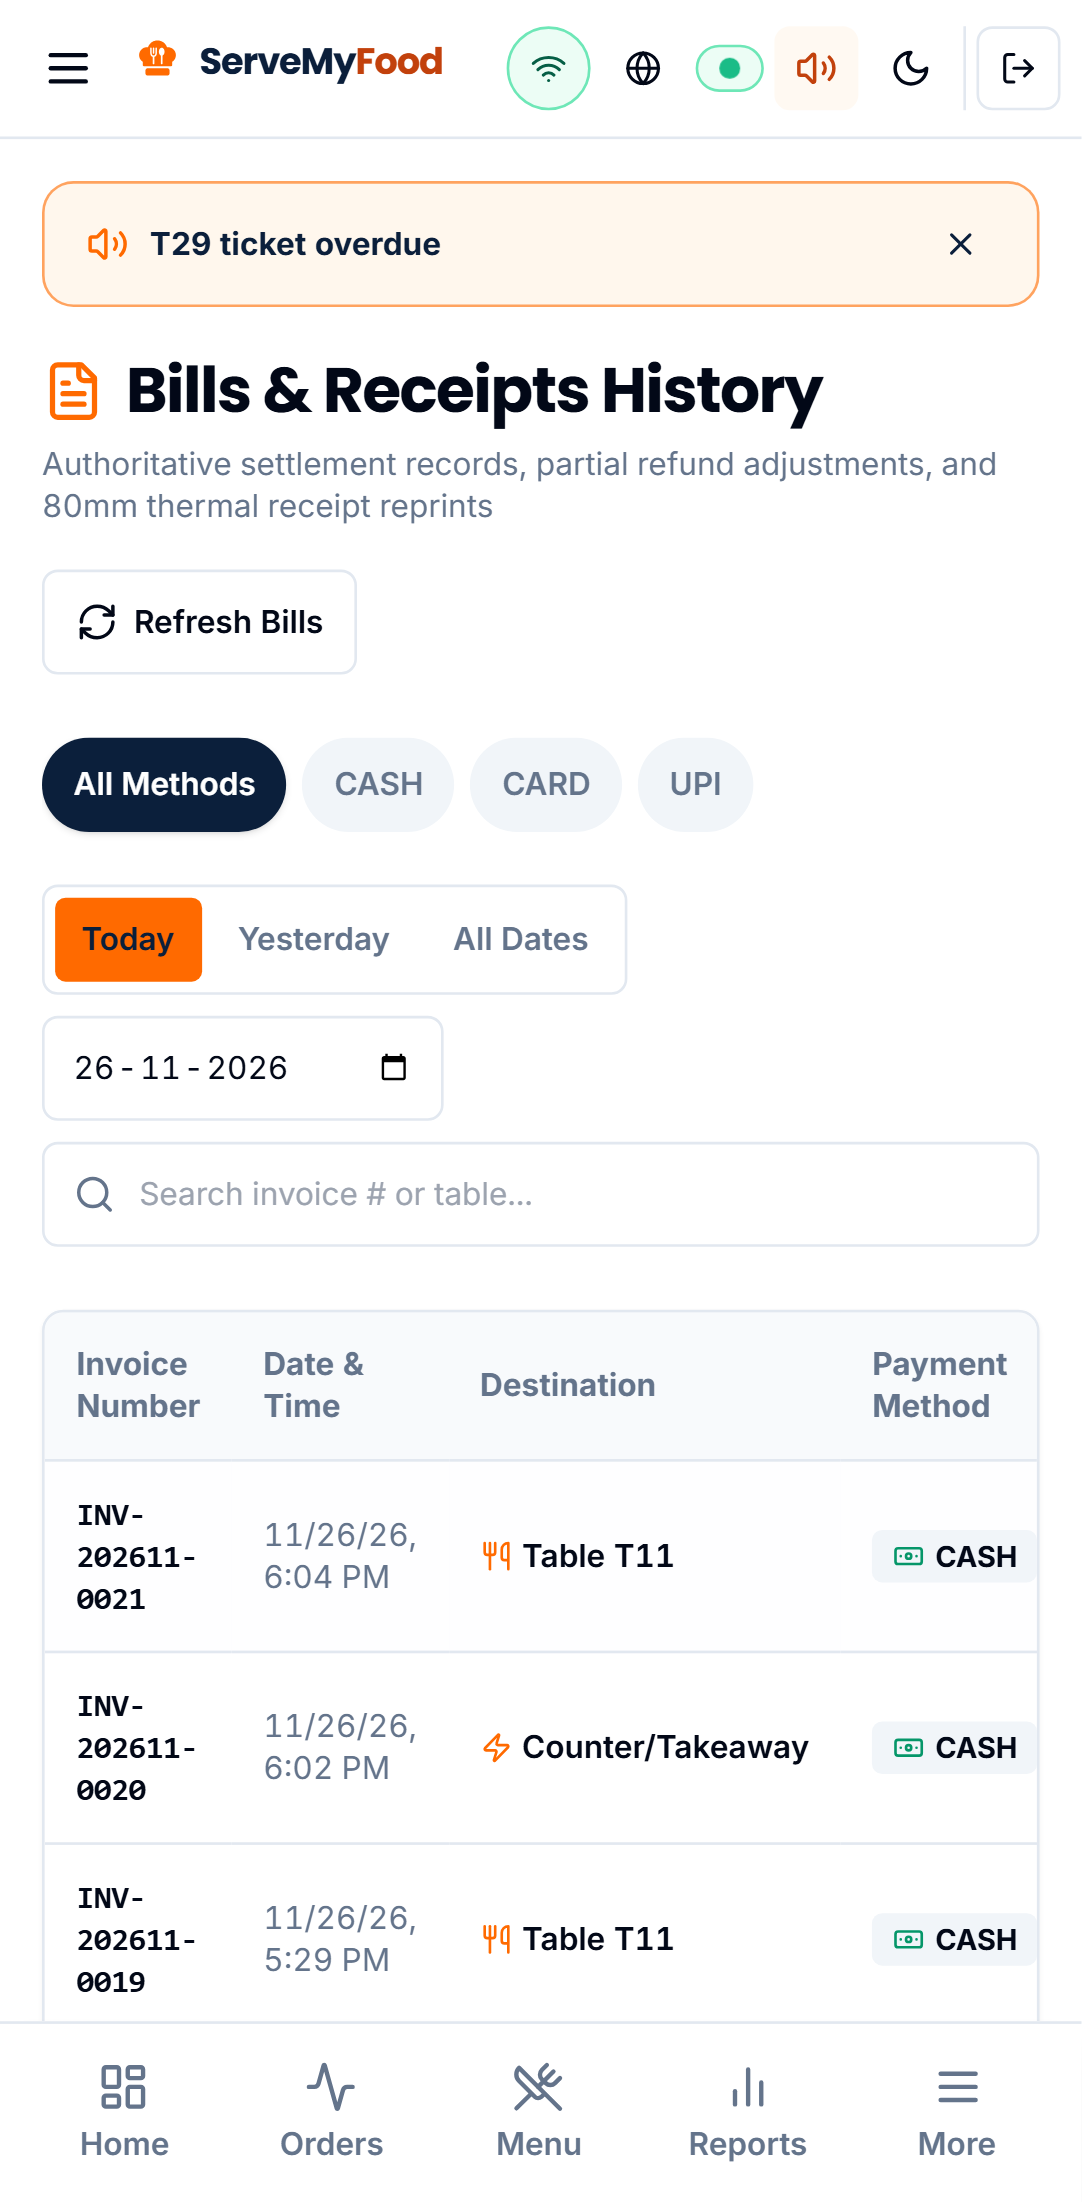 ServeMyFood
T29 ticket overdue
Bills & Receipts History
Authoritative settlement records, partial refund adjustments, and
80mm thermal receipt reprints
Refresh Bills
All Methods CASH CARD UPI
Today Yesterday All Dates
26-11-2026
Search invoice # or table...
Invoice Number Date & Time Destination Payment Method
INV-
202611-
0021
11/26/26,
6:04 PM
Table T11
CASH
INV-
202611-
0020
11/26/26,
6:02 PM
Counter/Takeaway
CASH
INV-
202611-
0019
11/26/26,
5:29 PM
Table T11
CASH
Home Orders Menu Reports More